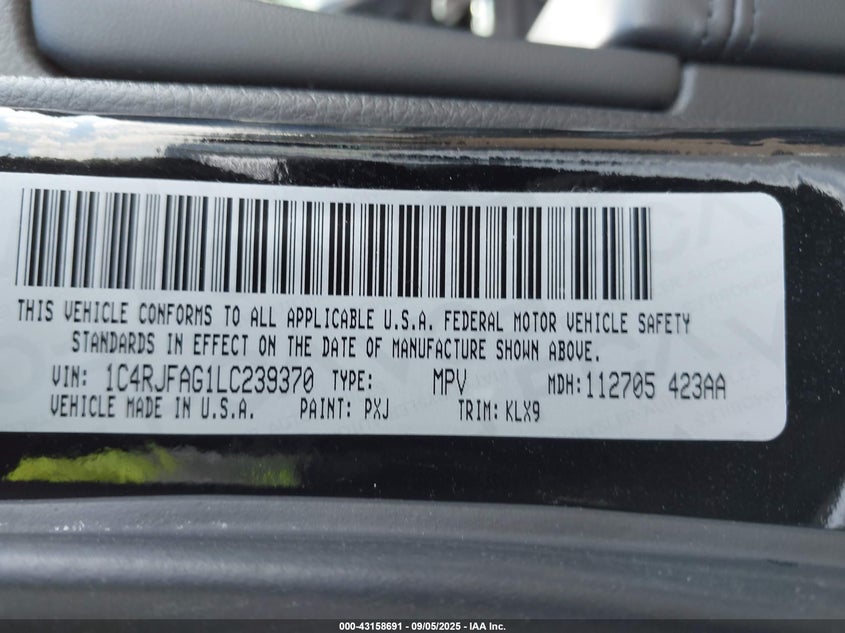 THIS VEHICLE CONFORMS TO ALL APPLICABLE U.S.A. FEDERAL MOTOR VEHICLE SAFETY
STANDARDS IN EFFECT ON THE DATE OF MANUFACTURE SHOWN ABOVE.
VIN: 1C4RJFAG1LC239370 TYPE: MPV MDH: 112705 423AA
VEHICLE MADE IN U.S.A. PAINT: PXJ TRIM: KLX9
000-43158691 - 09/05/2025 - IAA Inc.